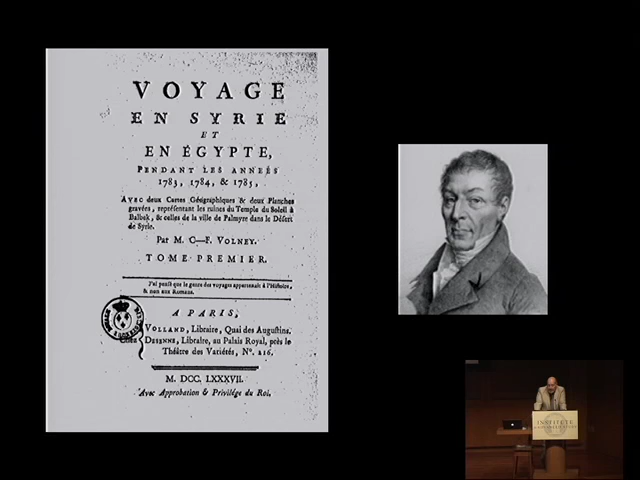 VOYAGE
EN SYRIE
ET
EN ÉGYPTE,
PENDANT LES ANNEÉS
1783, 1784, & 1785,
AVEC deux Cartes Géographiques & deux Planches
gravées, représentant les ruines du Temple du Soleil à
Balbek, & celles de la ville de Palmyre dans le Désert
de Syrie.
Par M. C—F. VOLNEY.
TOME PREMIER.
J'ai pensé que le genre des voyages appartenait à l'Histoire,
& non aux Romans.
A PARIS,
VOLLAND, Libraire, Quai des Augustins.
Chez DESENNE, Libraire, au Palais Royal, près le
Théâtre des Variétés, N°. 216.
M. DCC. LXXXVII.
Avec Approbation & Privilége du Roi.
INSTITUTE